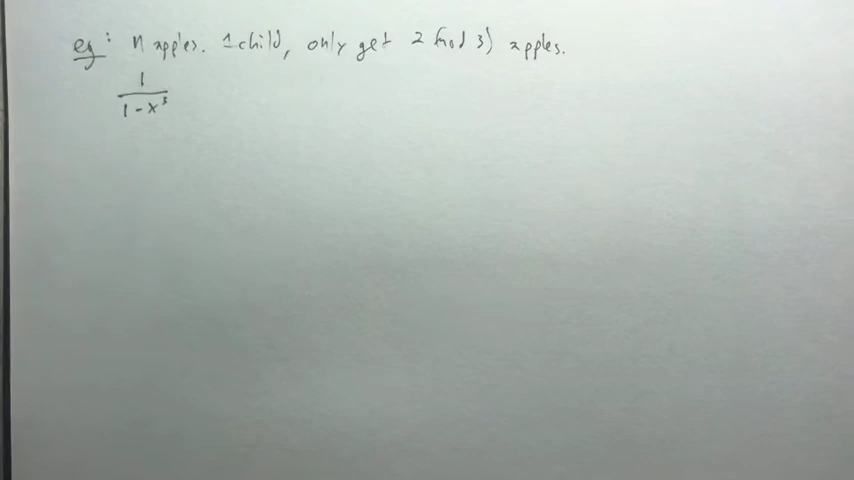 eg: n apples. 1 child, only get 2 (mod 3) apples.
1
1 - x³